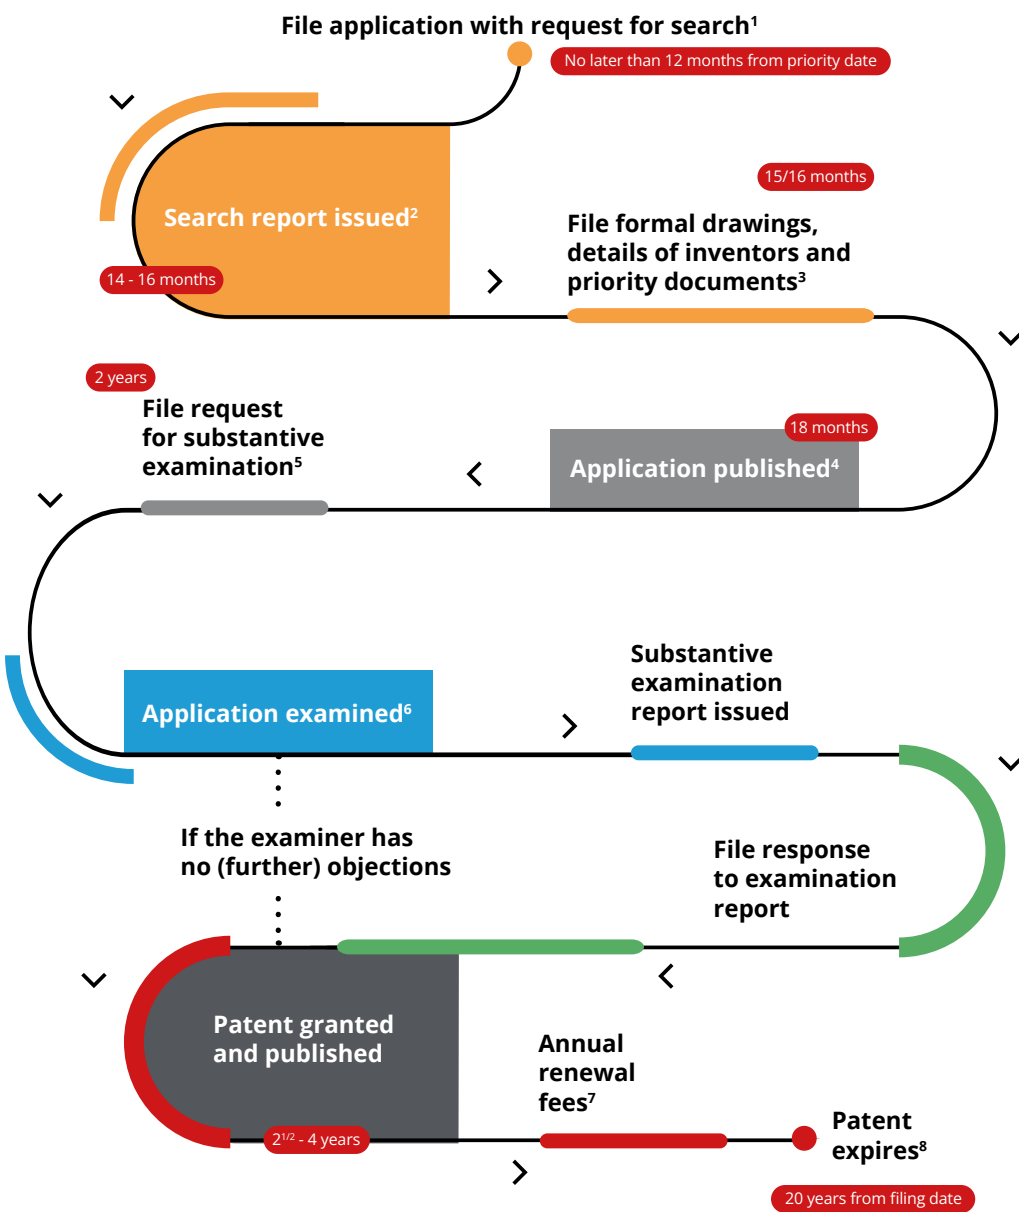 File application with request for search¹
No later than 12 months from priority date
15/16 months
Search report issued²
File formal drawings,
details of inventors and
priority documents³
14 - 16 months
2 years
File request
for substantive
examination⁵
18 months
Application published⁴
Substantive
examination
report issued
Application examined⁶
If the examiner has
no (further) objections
File response
to examination
report
Patent granted
and published
Annual
renewal
fees⁷
2¹ᐟ² - 4 years
Patent
expires⁸
20 years from filing date